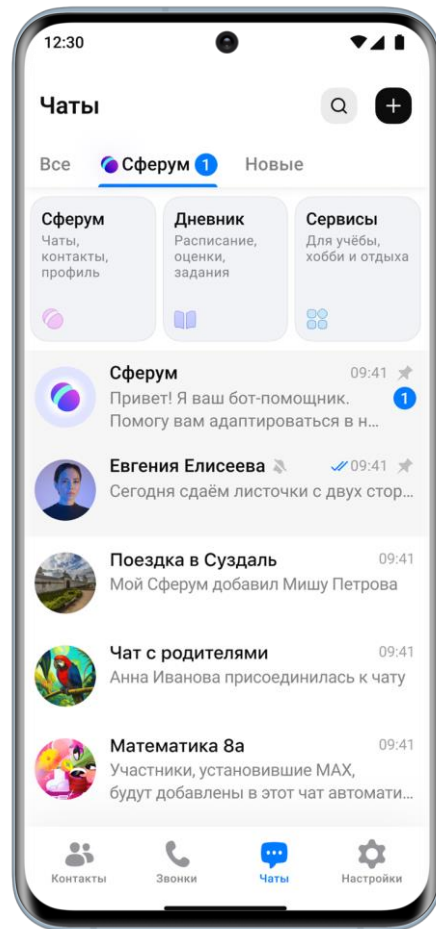 12:30
Чаты
Все
Сферум 1
Новые
Сферум
Чаты,
контакты,
профиль
Дневник
Расписание,
оценки,
задания
Сервисы
Для учёбы,
хобби и отдыха
Сферум
09:41
Привет! Я ваш бот-помощник.
1
Помогу вам адаптироваться в н...
Евгения Елисеева
09:41
Сегодня сдаём листочки с двух стор...
Поездка в Суздаль
09:41
Мой Сферум добавил Мишу Петрова
Чат с родителями
09:41
Анна Иванова присоединилась к чату
Математика 8а
09:41
Участники, установившие MAX,
будут добавлены в этот чат автомати...
Контакты
Звонки
Чаты
Настройки